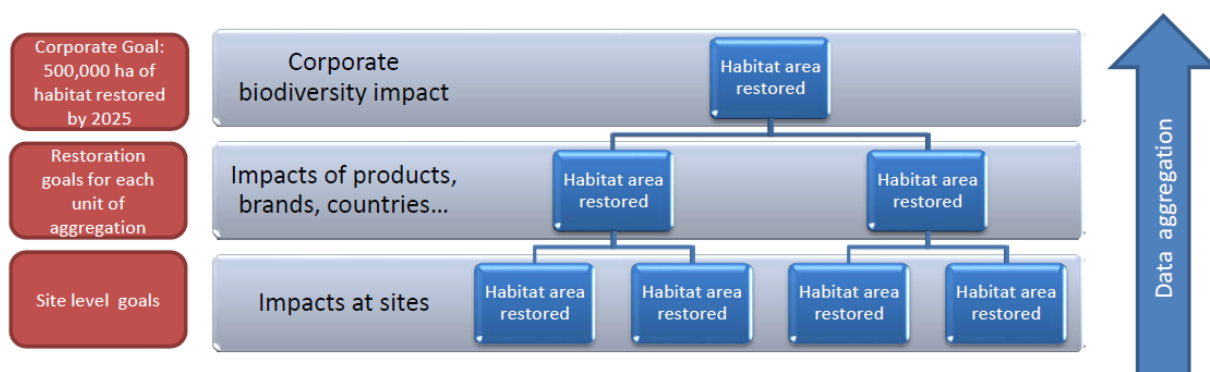 Corporate Goal:
500,000 ha of
habitat restored
by 2025
Corporate
biodiversity impact
Habitat area
restored
Restoration
goals for each
unit of
aggregation
Impacts of products,
brands, countries...
Habitat area
restored
Habitat area
restored
Site level goals
Impacts at sites
Habitat area
restored
Habitat area
restored
Habitat area
restored
Habitat area
restored
Data aggregation